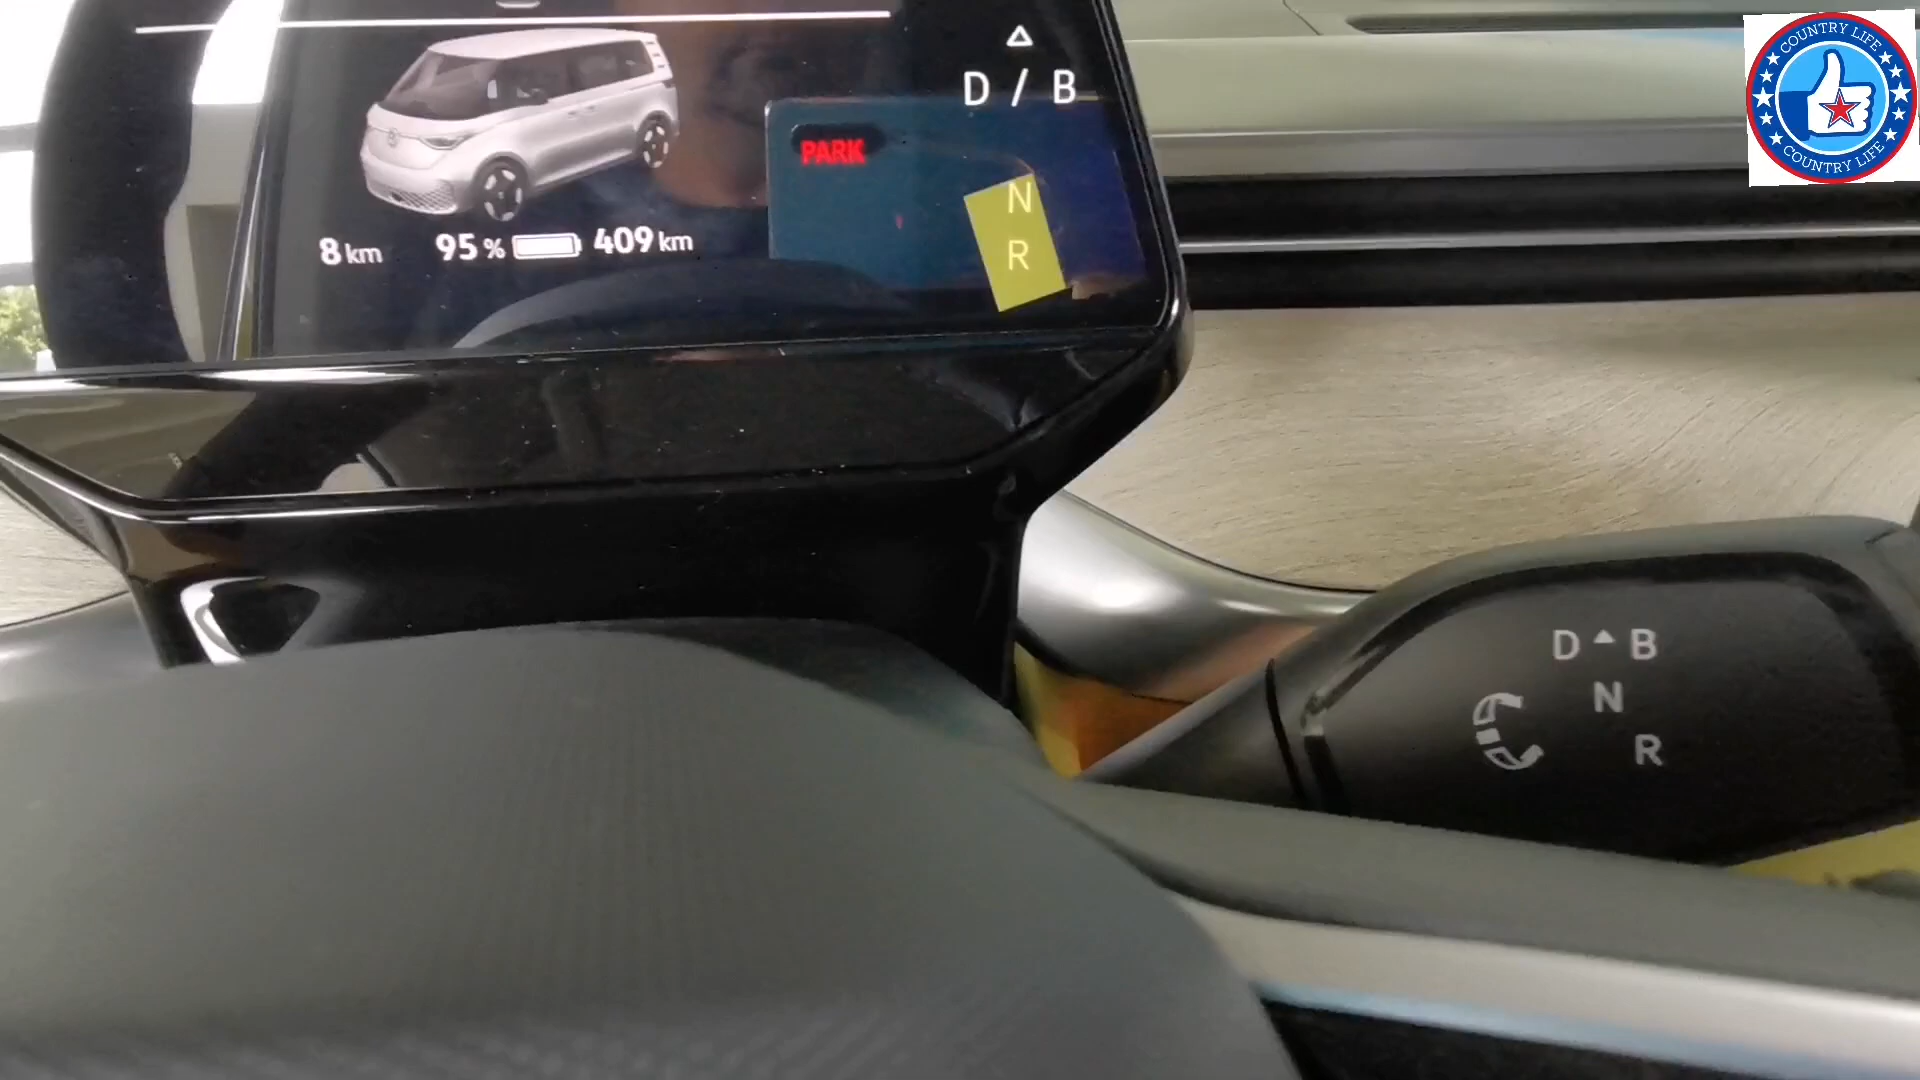 D / B
PARK
N
R
8 km 95 % 409 km
D B
N
R
COUNTRY LIFE
COUNTRY LIFE